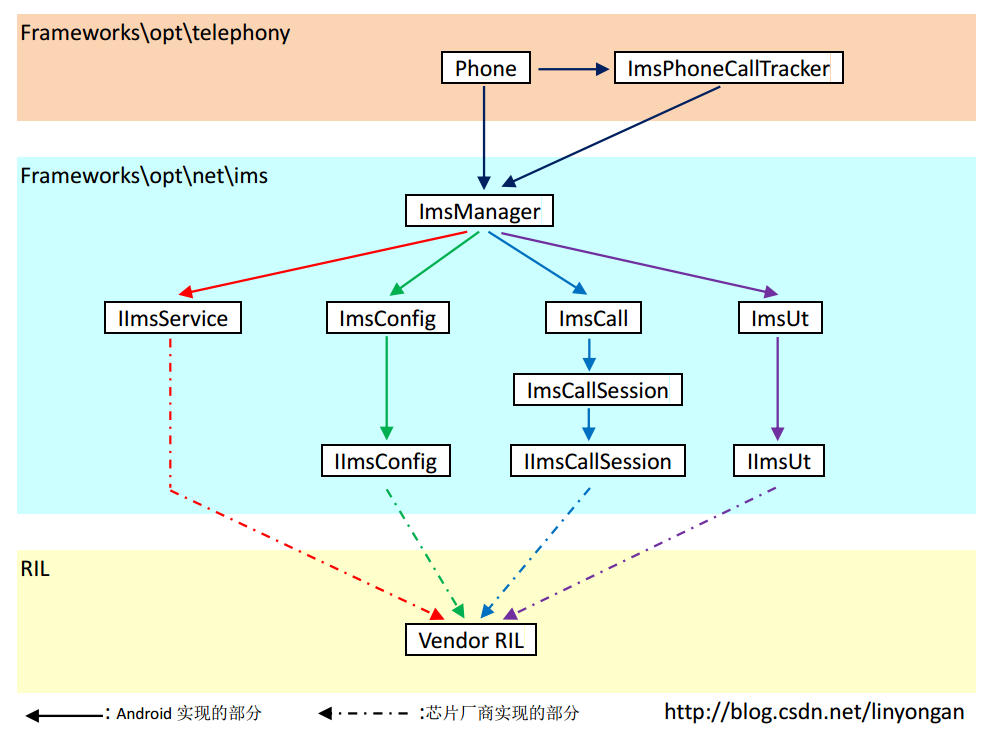 Frameworks\opt\telephony
Phone
ImsPhoneCallTracker
Frameworks\opt\net\ims
ImsManager
IImsService
ImsConfig
ImsCall
ImsUt
ImsCallSession
IImsConfig
IImsCallSession
IImsUt
RIL
Vendor RIL
: Android 实现的部分
:芯片厂商实现的部分
http://blog.csdn.net/linyongan